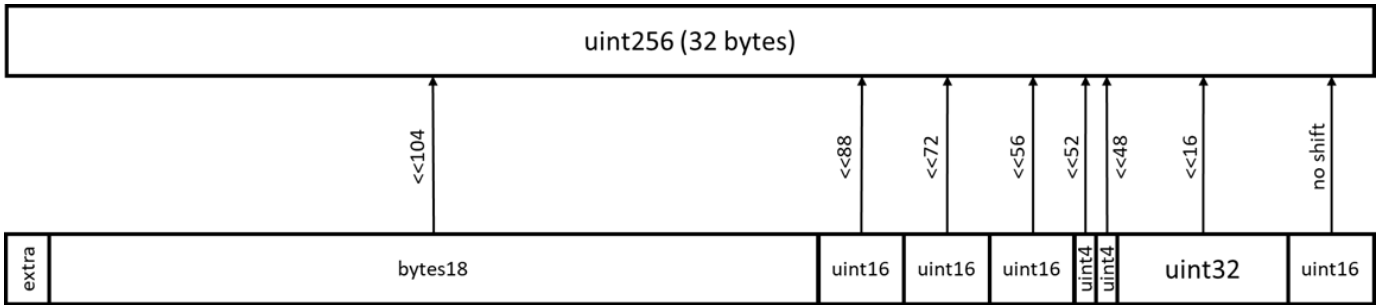 uint256 (32 bytes)
<<104
<<88
<<72
<<56
<<52
<<48
<<16
no shift
extra
bytes18
uint16
uint16
uint16
uint4
uint4
uint32
uint16